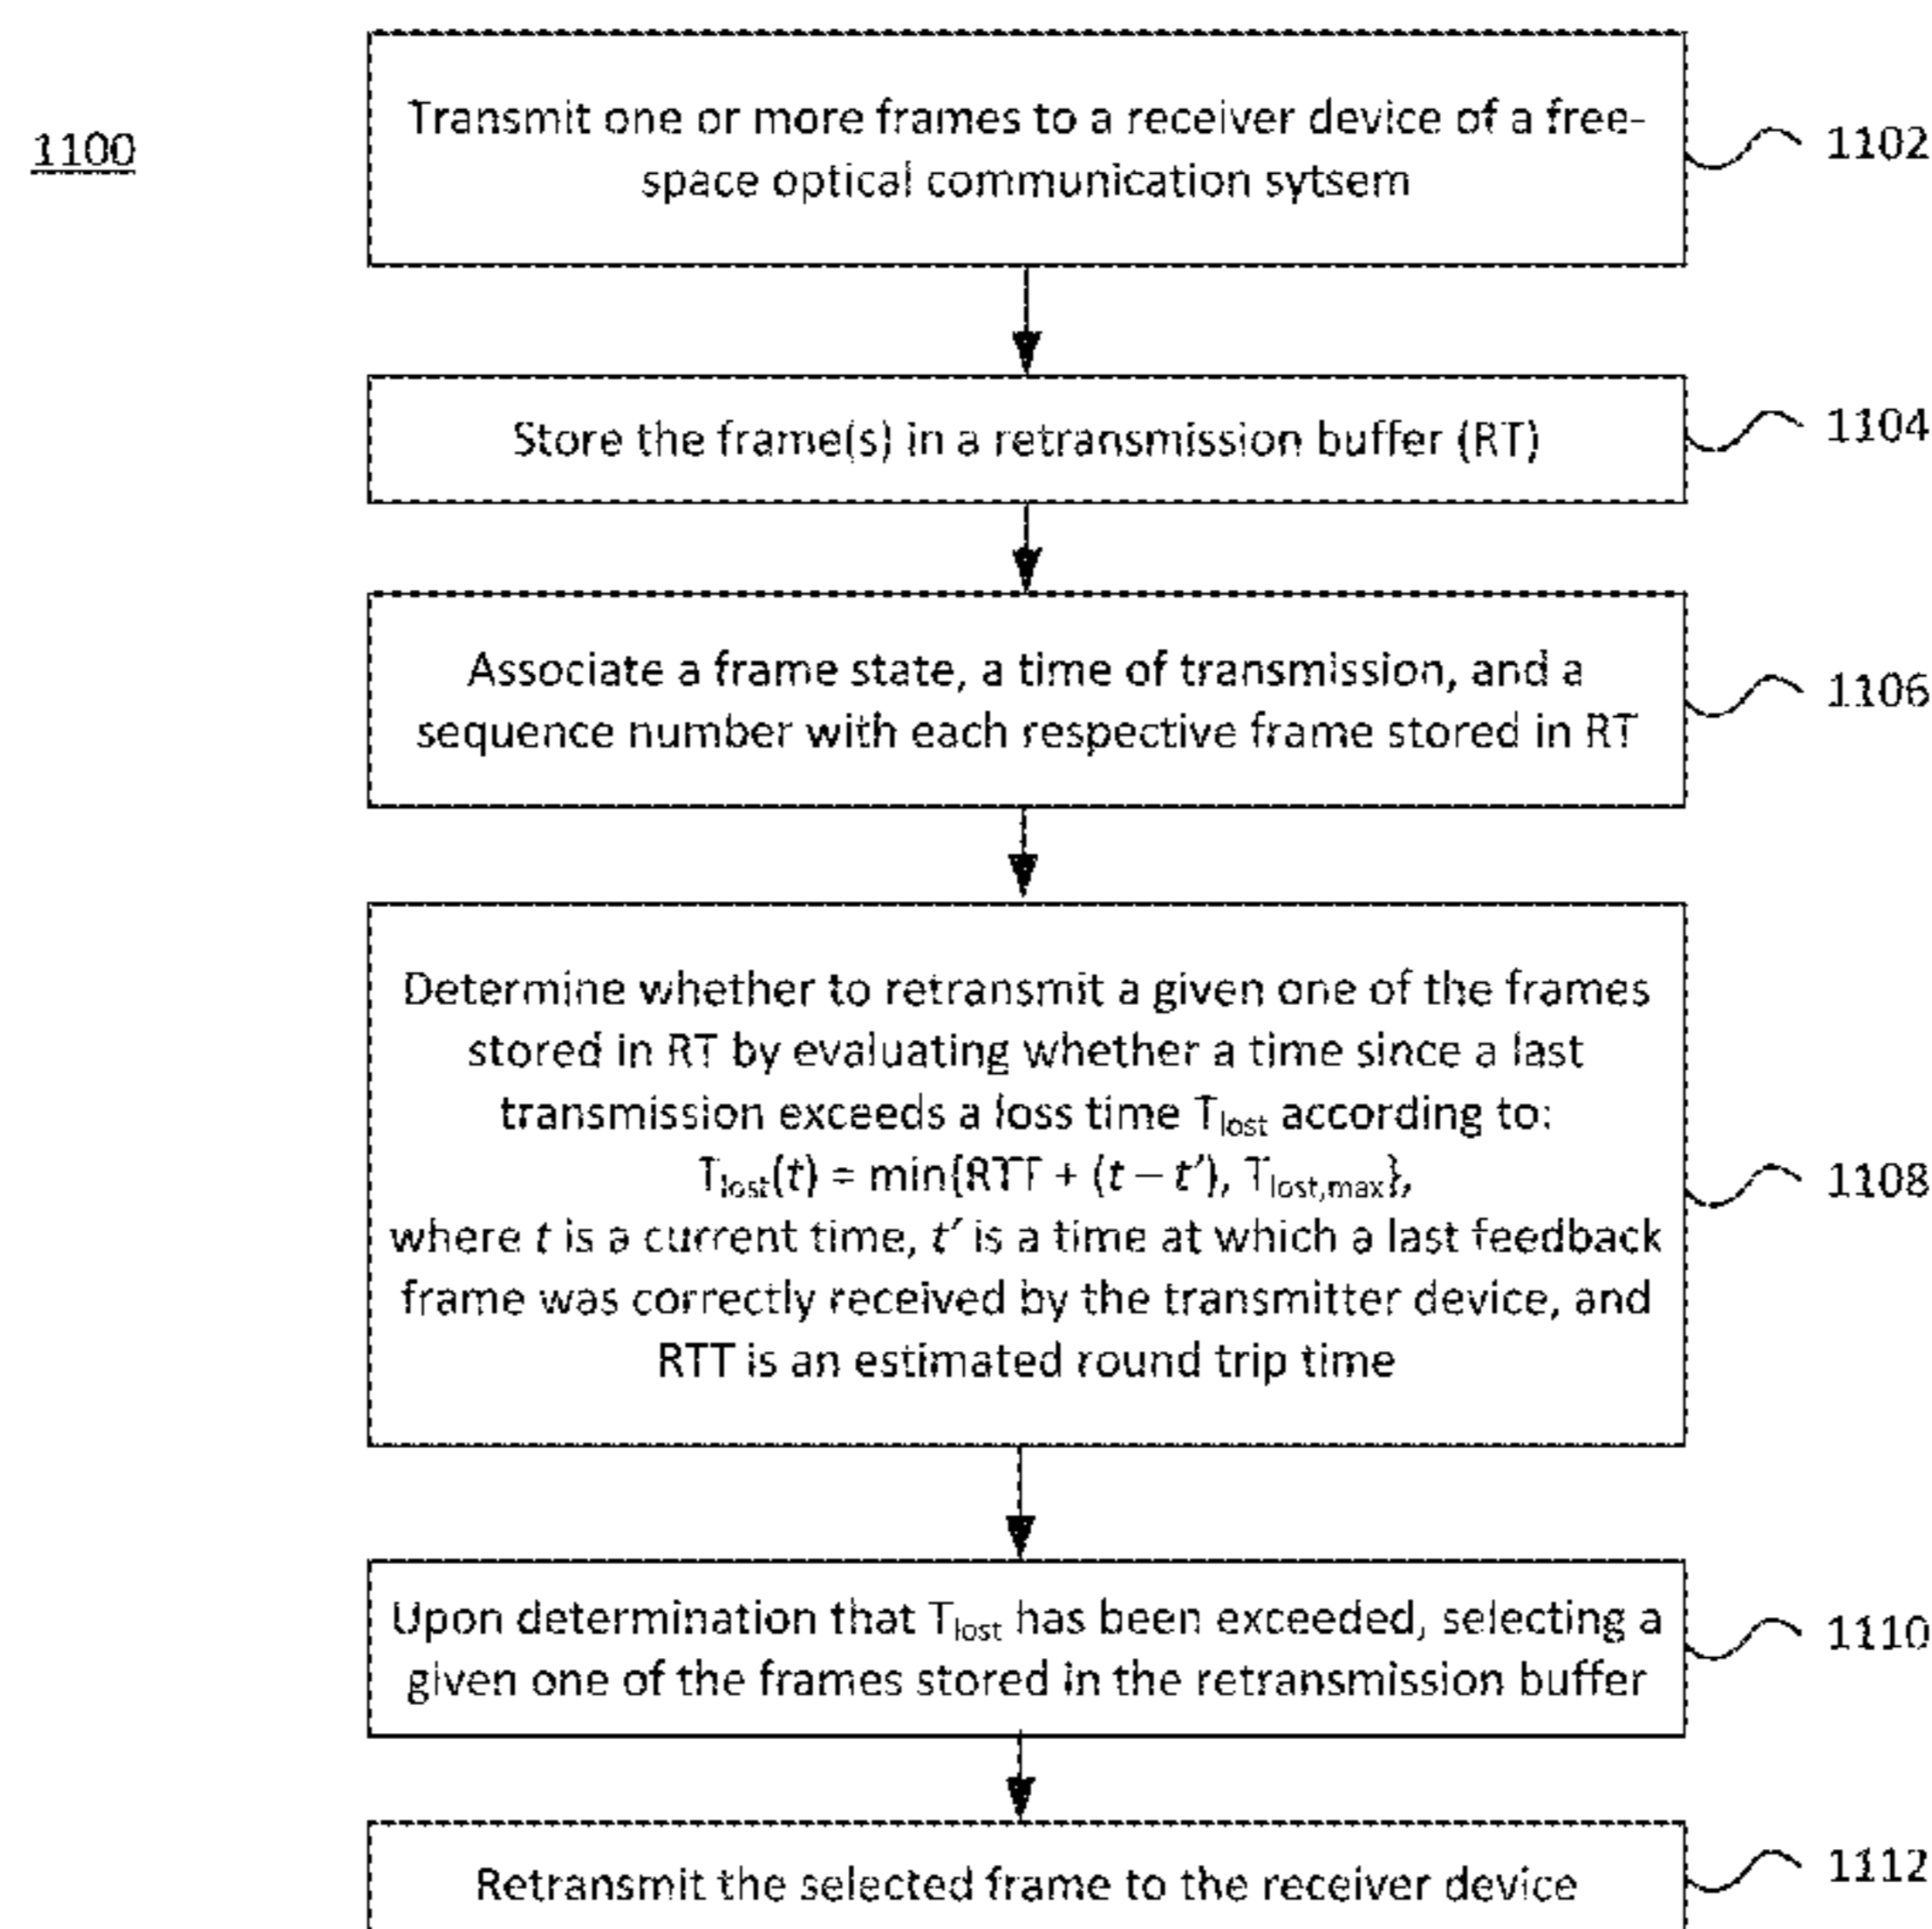 1100
Transmit one or more frames to a receiver device of a free-
space optical communication sytsem
1102
Store the frame(s) in a retransmission buffer (RT)
1104
Associate a frame state, a time of transmission, and a
sequence number with each respective frame stored in RT
1106
Determine whether to retransmit a given one of the frames
stored in RT by evaluating whether a time since a last
transmission exceeds a loss time Tlost according to:
Tlost(t) = min{RTT + (t – t′), Tlost,max},
where t is a current time, t′ is a time at which a last feedback
frame was correctly received by the transmitter device, and
RTT is an estimated round trip time
1108
Upon determination that Tlost has been exceeded, selecting a
given one of the frames stored in the retransmission buffer
1110
Retransmit the selected frame to the receiver device
1112